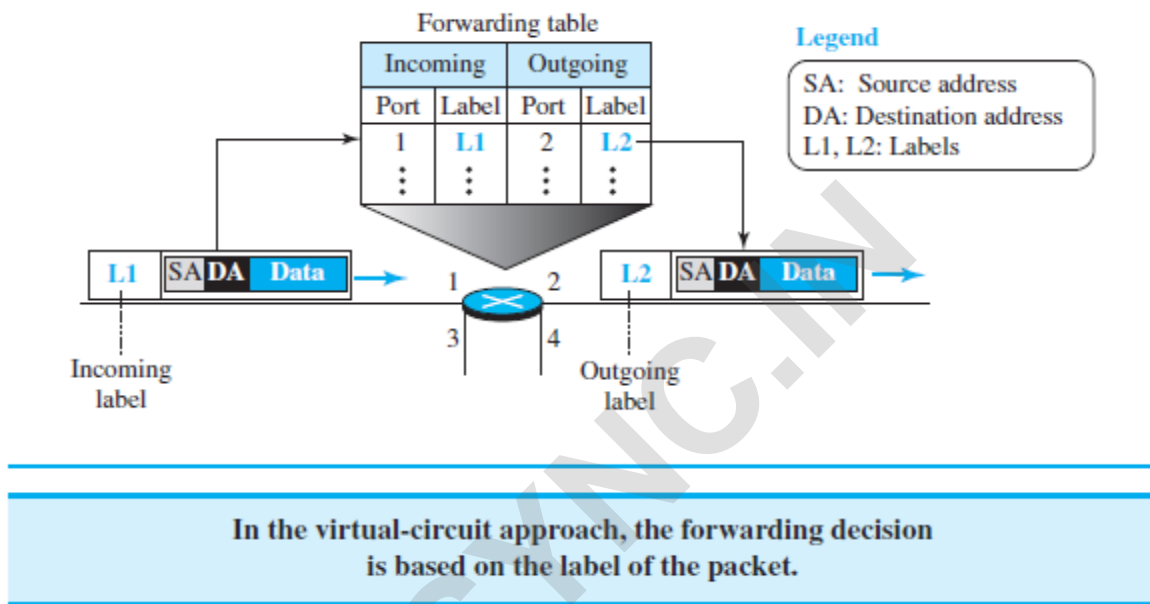 Forwarding table
Incoming Outgoing
Port Label Port Label
1 L1 2 L2
Legend
SA: Source address
DA: Destination address
L1, L2: Labels
L1 SA DA Data
1 2
3 4
L2 SA DA Data
Incoming
label
Outgoing
label
In the virtual-circuit approach, the forwarding decision
is based on the label of the packet.
SYNC.IN